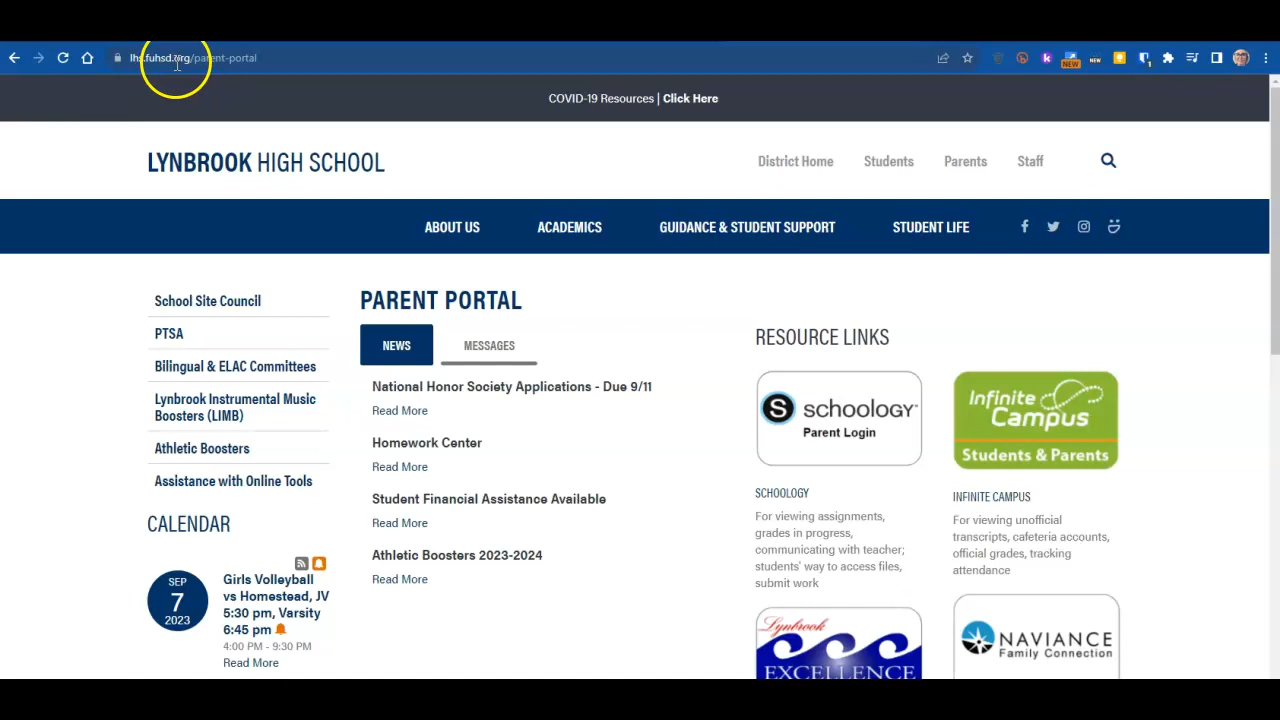 lhs.fuhsd.org/parent-portal
NEW
NEW
COVID-19 Resources | Click Here
LYNBROOK HIGH SCHOOL
District Home
Students
Parents
Staff
ABOUT US
ACADEMICS
GUIDANCE & STUDENT SUPPORT
STUDENT LIFE
School Site Council
PTSA
Bilingual & ELAC Committees
Lynbrook Instrumental Music
Boosters (LIMB)
Athletic Boosters
Assistance with Online Tools
CALENDAR
SEP
7
2023
Girls Volleyball
vs Homestead, JV
5:30 pm, Varsity
6:45 pm
4:00 PM - 9:30 PM
Read More
PARENT PORTAL
NEWS
MESSAGES
National Honor Society Applications - Due 9/11
Read More
Homework Center
Read More
Student Financial Assistance Available
Read More
Athletic Boosters 2023-2024
Read More
RESOURCE LINKS
S schoology
Parent Login
SCHOOLOGY
For viewing assignments,
grades in progress,
communicating with teacher;
students' way to access files,
submit work
Infinite
Campus
Students & Parents
INFINITE CAMPUS
For viewing unofficial
transcripts, cafeteria accounts,
official grades, tracking
attendance
Lynbrook
EXCELLENCE
NAVIANCE
Family Connection